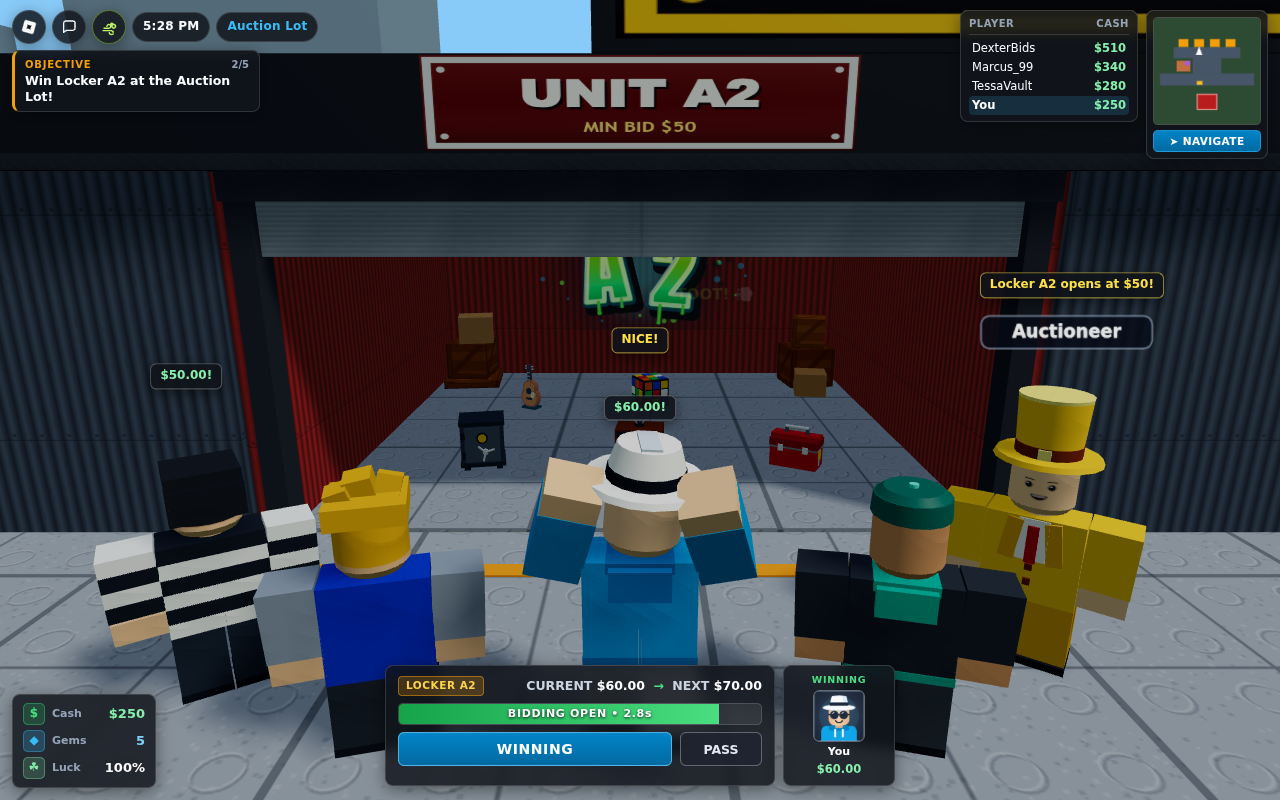 5:28 PM
Auction Lot
OBJECTIVE 2/5
Win Locker A2 at the Auction
Lot!
UNIT A2
MIN BID $50
PLAYER CASH
DexterBids $510
Marcus_99 $340
TessaVault $280
You $250
➤ NAVIGATE
A2
Locker A2 opens at $50!
Auctioneer
NICE!
$50.00!
$60.00!
LOCKER A2
CURRENT $60.00 → NEXT $70.00
BIDDING OPEN • 2.8s
WINNING
PASS
WINNING
You
$60.00
$ Cash $250
Gems 5
Luck 100%